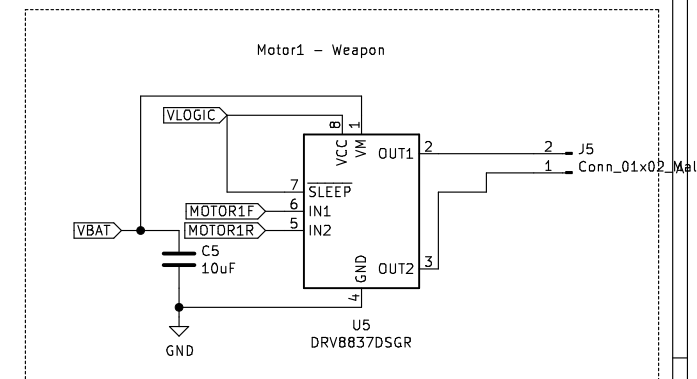 Motor1 – Weapon
VLOGIC
8
1
VCC
VM
OUT1
2
2
J5
1
Conn_01x02_Mal
7
SLEEP
MOTOR1F
6
IN1
MOTOR1R
5
IN2
VBAT
C5
10uF
GND
OUT2
3
4
U5
DRV8837DSGR
GND